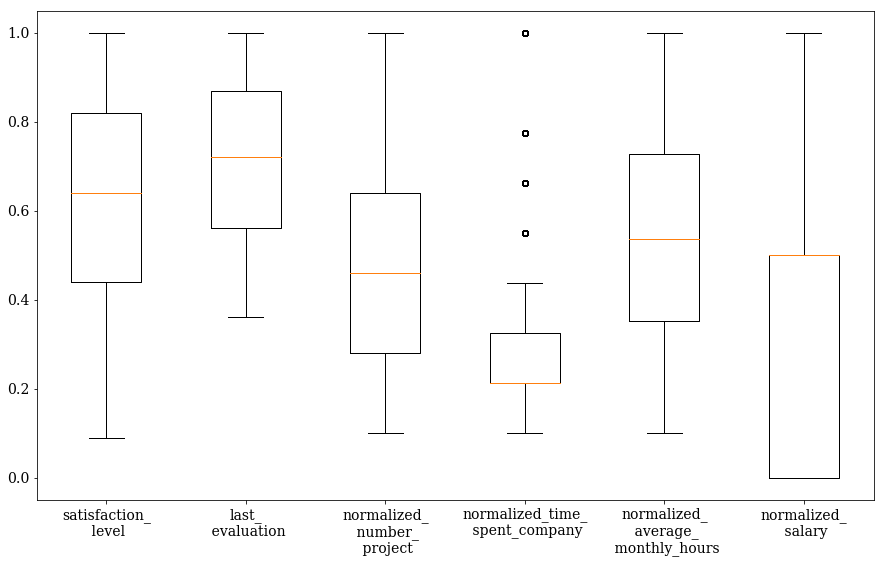 1.0
0.8
0.6
0.4
0.2
0.0
satisfaction_
level
last_
evaluation
normalized_
number_
project
normalized_time_
spent_company
normalized_
average_
monthly_hours
normalized_
salary